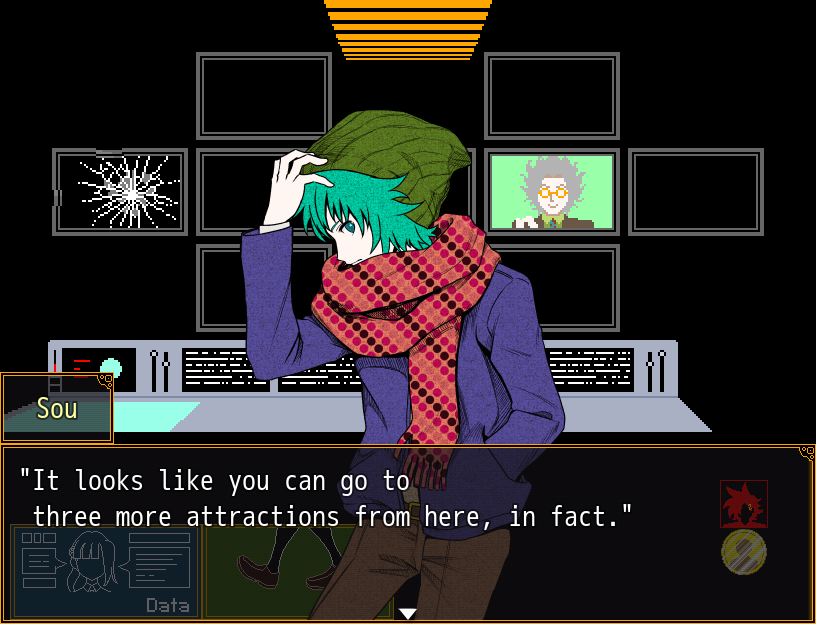 Sou
"It looks like you can go to
three more attractions from here, in fact."
Data